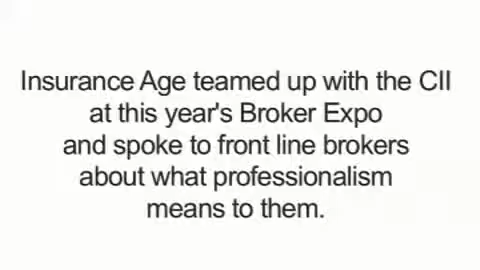 Insurance Age teamed up with the CII
at this year's Broker Expo
and spoke to front line brokers
about what professionalism
means to them.